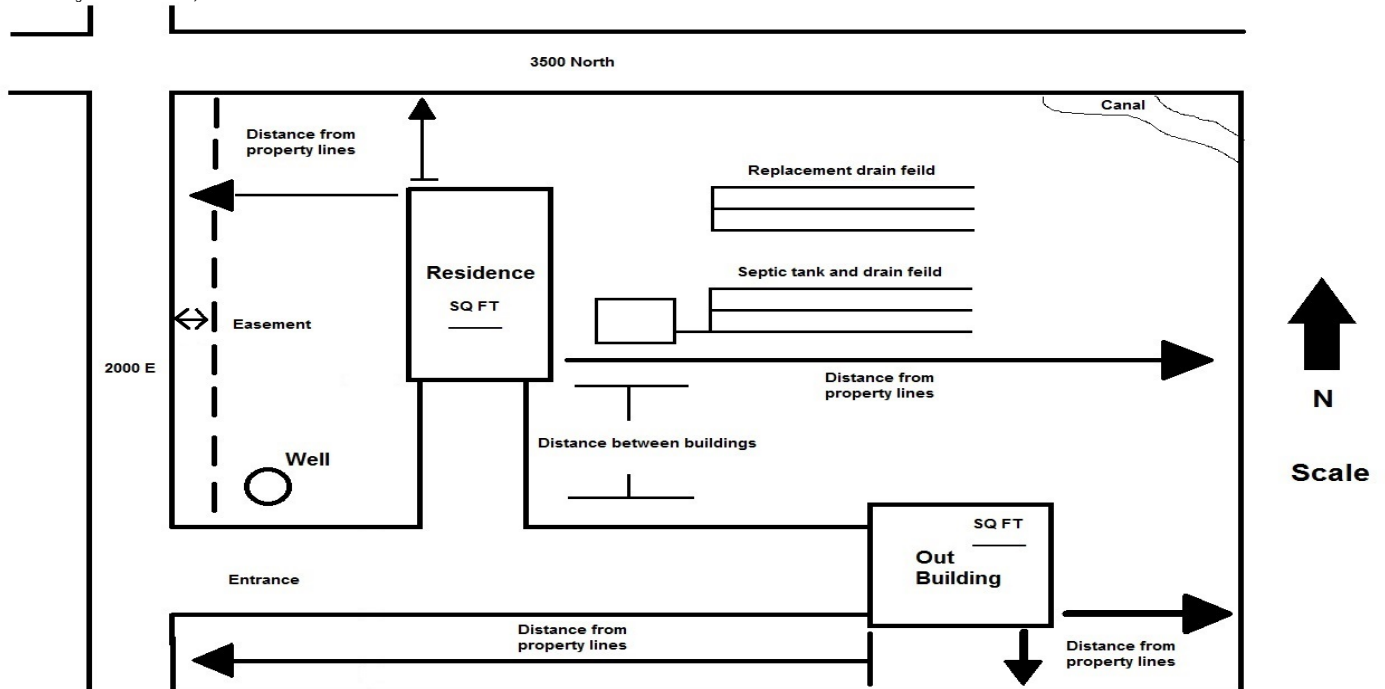 3500 North
Canal
Distance from
property lines
Replacement drain feild
Residence
SQ FT
Septic tank and drain feild
Easement
2000 E
Distance from
property lines
N
Distance between buildings
Well
Scale
SQ FT
Out
Building
Entrance
Distance from
property lines
Distance from
property lines